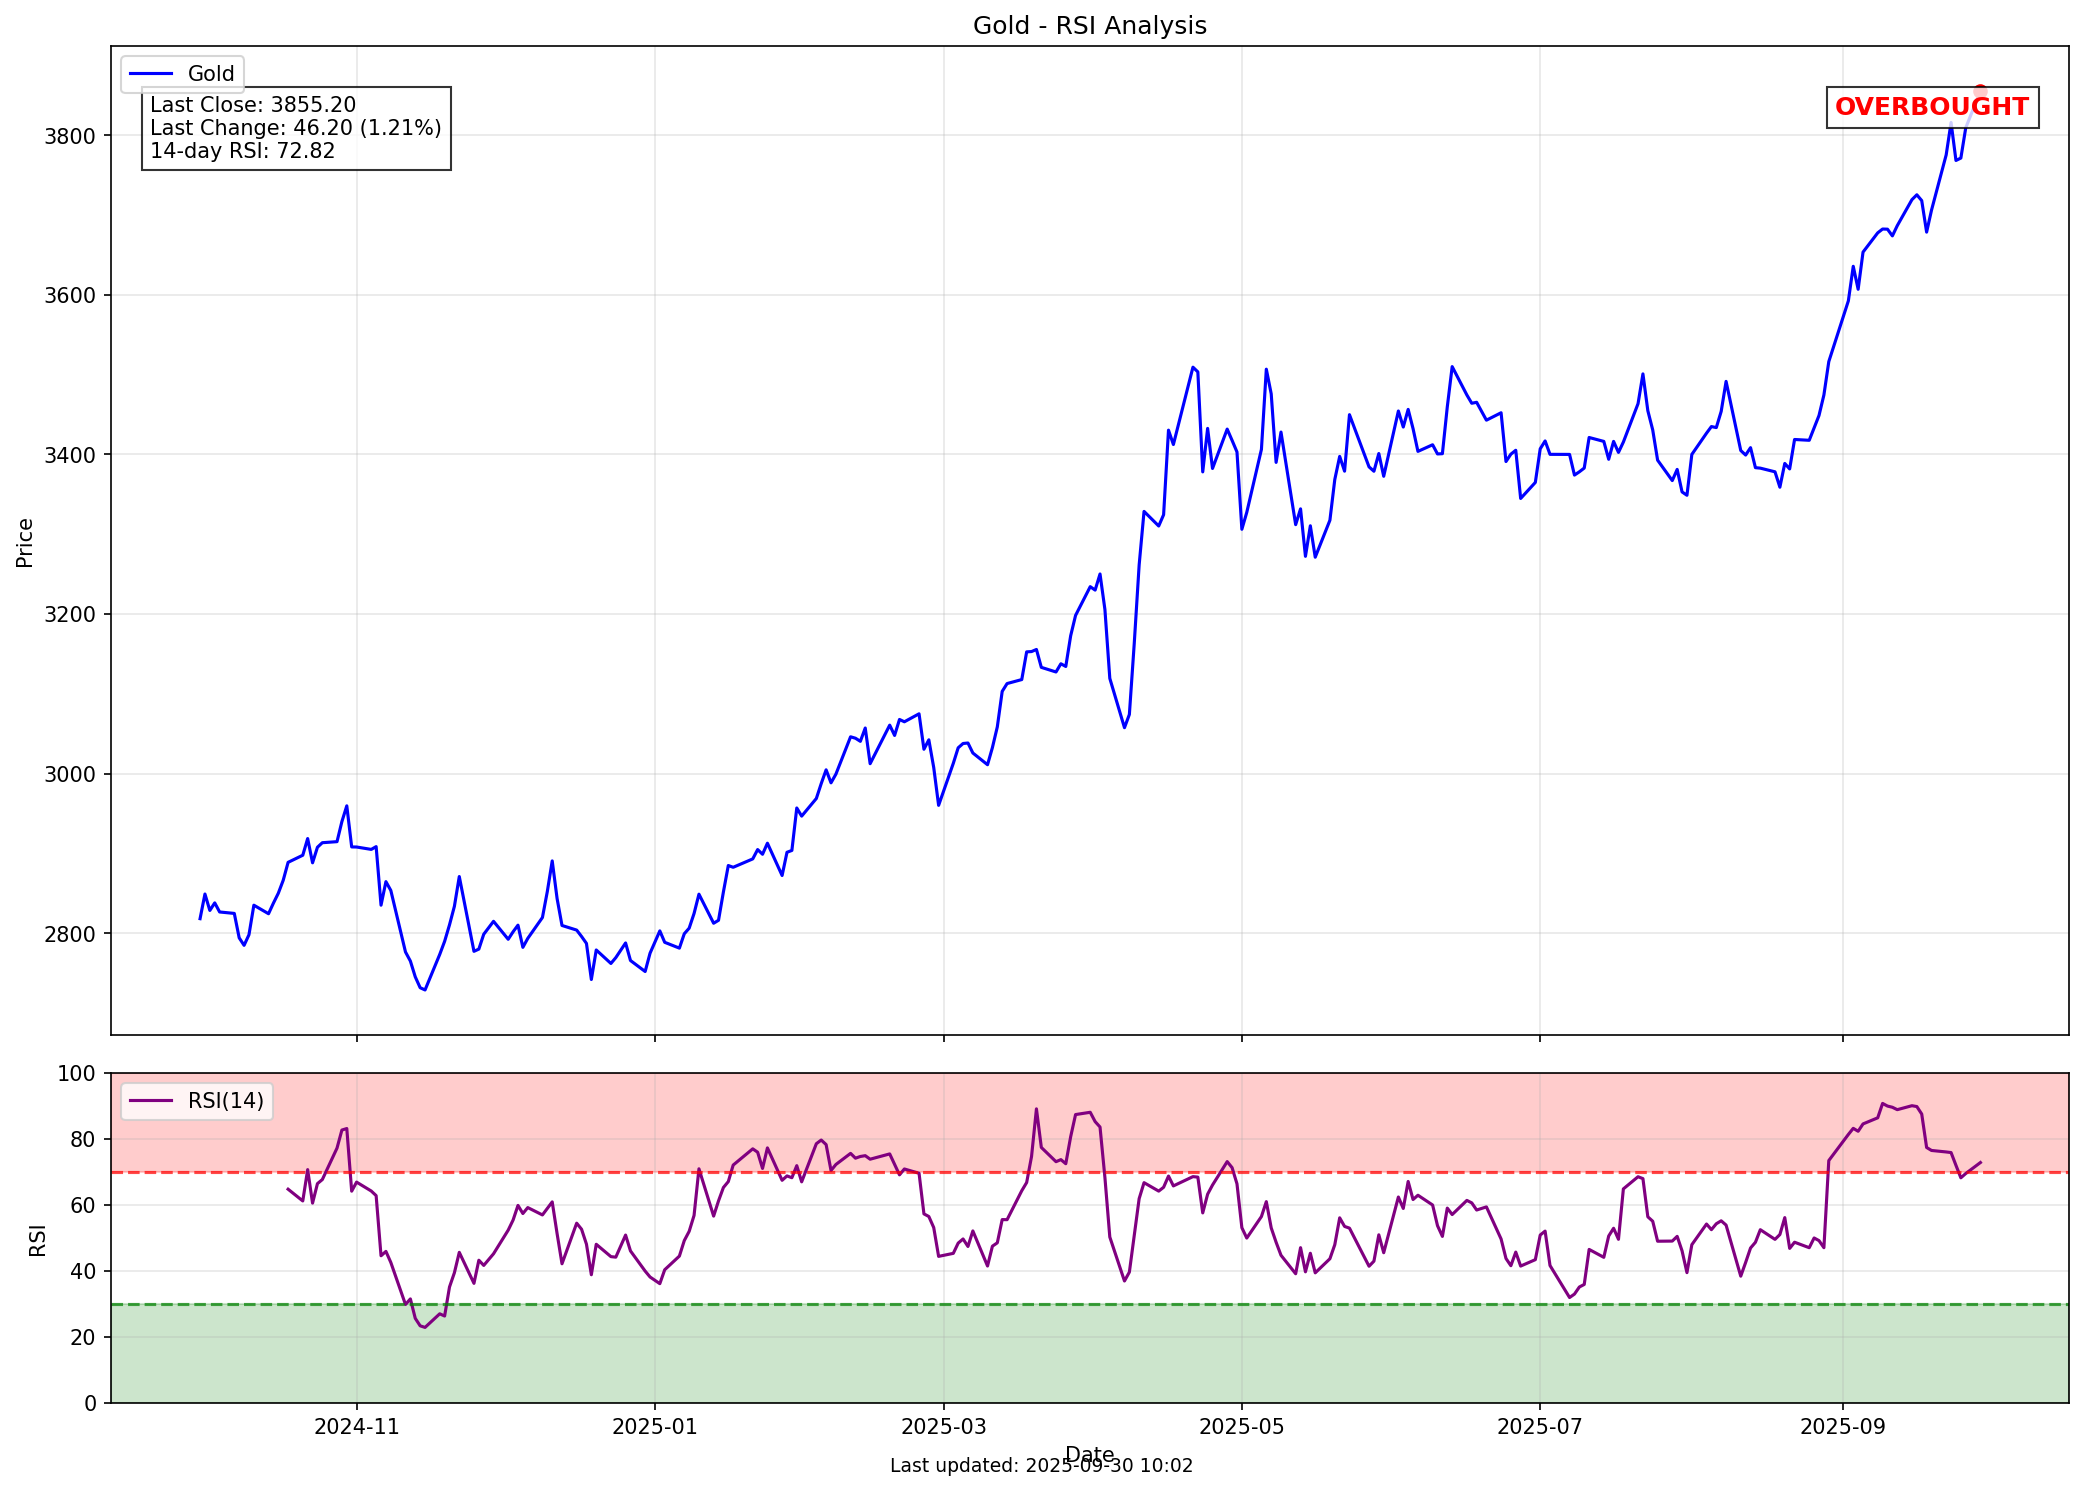 Gold - RSI Analysis
Gold
Last Close: 3855.20
Last Change: 46.20 (1.21%)
14-day RSI: 72.82
OVERBOUGHT
3800
3600
3400
3200
3000
2800
Price
RSI(14)
100
80
60
40
20
0
RSI
2024-11
2025-01
2025-03
2025-05
2025-07
2025-09
Date
Last updated: 2025-09-30 10:02